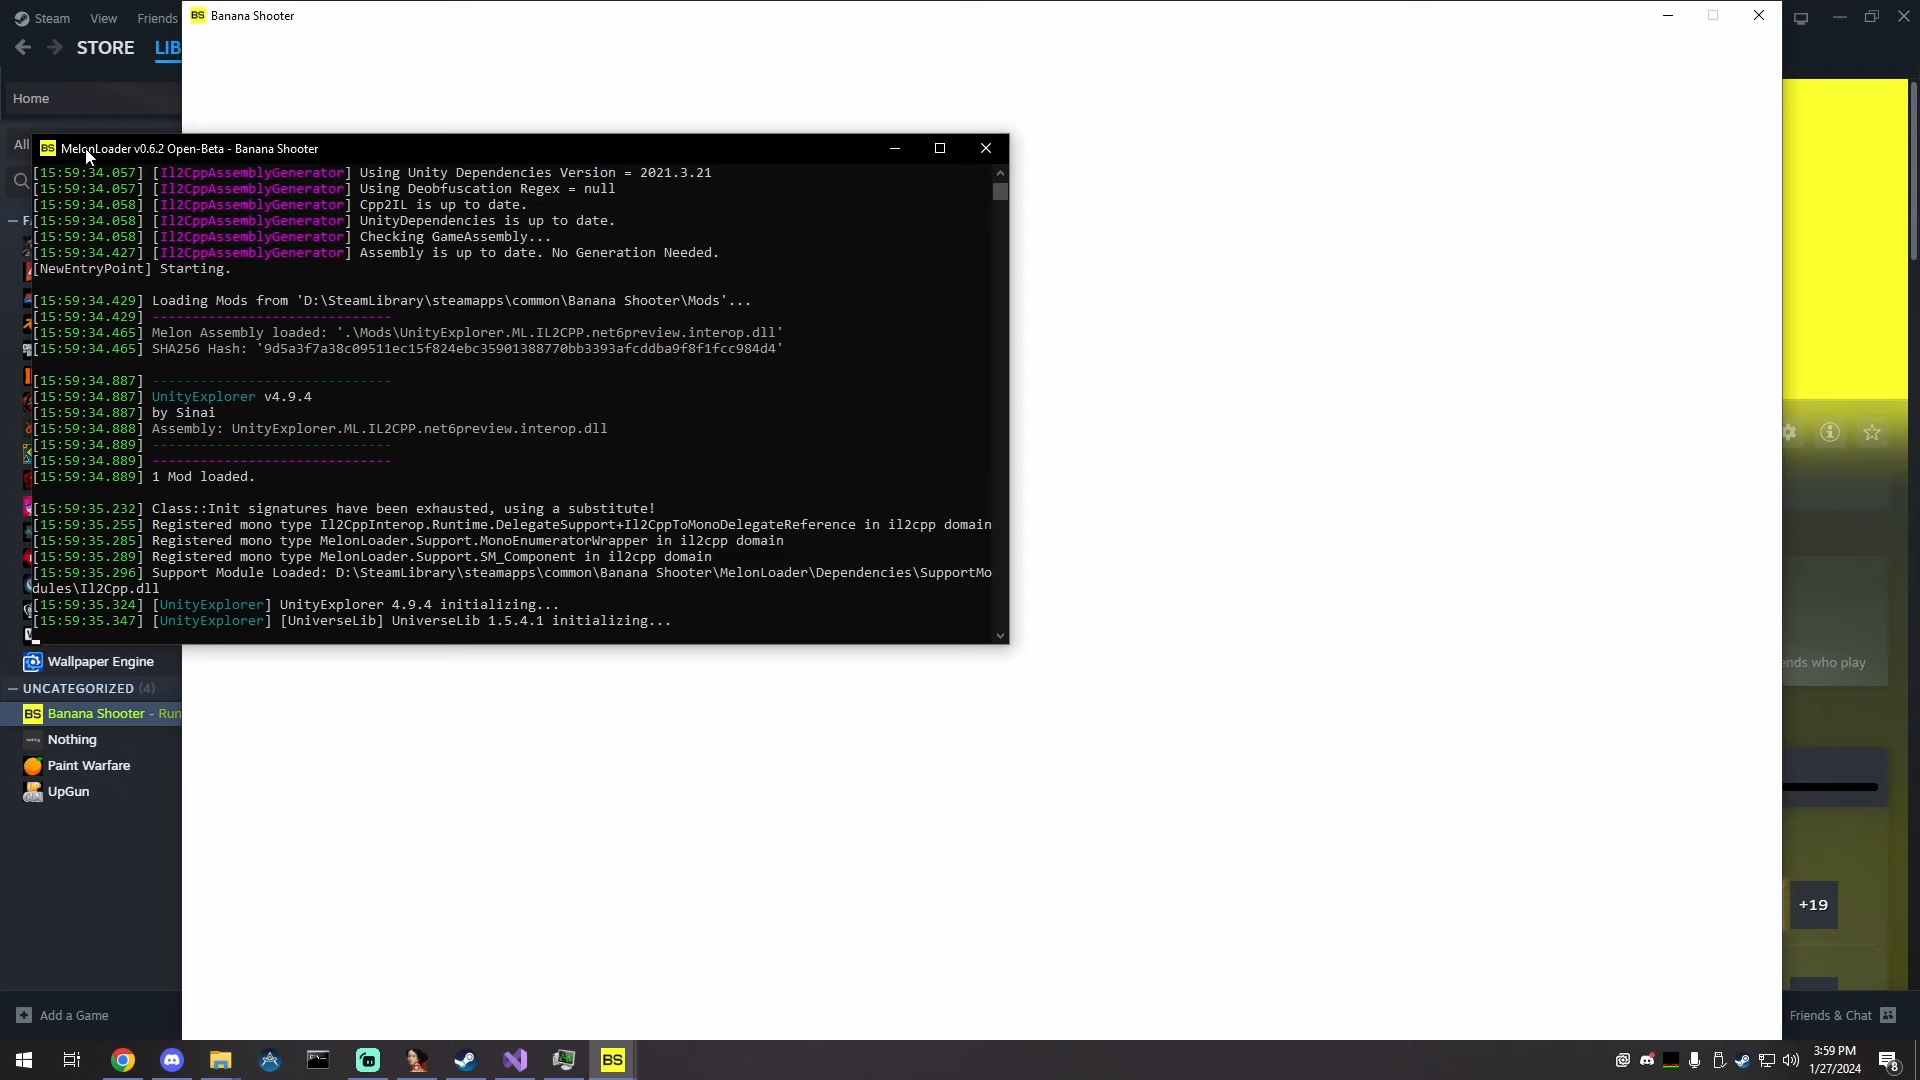 Steam View Friends
BS Banana Shooter
STORE LIB
Home
All
BS MelonLoader v0.6.2 Open-Beta - Banana Shooter
[15:59:34.057] [Il2CppAssemblyGenerator] Using Unity Dependencies Version = 2021.3.21
[15:59:34.057] [Il2CppAssemblyGenerator] Using Deobfuscation Regex = null
[15:59:34.058] [Il2CppAssemblyGenerator] Cpp2IL is up to date.
[15:59:34.058] [Il2CppAssemblyGenerator] UnityDependencies is up to date.
[15:59:34.058] [Il2CppAssemblyGenerator] Checking GameAssembly...
[15:59:34.427] [Il2CppAssemblyGenerator] Assembly is up to date. No Generation Needed.
[NewEntryPoint] Starting.
[15:59:34.429] Loading Mods from 'D:\SteamLibrary\steamapps\common\Banana Shooter\Mods'...
[15:59:34.429] ------------------------------
[15:59:34.465] Melon Assembly loaded: '.\Mods\UnityExplorer.ML.IL2CPP.net6preview.interop.dll'
[15:59:34.465] SHA256 Hash: '9d5a3f7a38c09511ec15f824ebc35901388770bb3393afcddba9f8f1fcc984d4'
[15:59:34.887] ------------------------------
[15:59:34.887] UnityExplorer v4.9.4
[15:59:34.887] by Sinai
[15:59:34.888] Assembly: UnityExplorer.ML.IL2CPP.net6preview.interop.dll
[15:59:34.889] ------------------------------
[15:59:34.889] ------------------------------
[15:59:34.889] 1 Mod loaded.
[15:59:35.232] Class::Init signatures have been exhausted, using a substitute!
[15:59:35.255] Registered mono type Il2CppInterop.Runtime.DelegateSupport+Il2CppToMonoDelegateReference in il2cpp domain
[15:59:35.285] Registered mono type MelonLoader.Support.MonoEnumeratorWrapper in il2cpp domain
[15:59:35.289] Registered mono type MelonLoader.Support.SM_Component in il2cpp domain
[15:59:35.296] Support Module Loaded: D:\SteamLibrary\steamapps\common\Banana Shooter\MelonLoader\Dependencies\SupportMo
dules\Il2Cpp.dll
[15:59:35.324] [UnityExplorer] UnityExplorer 4.9.4 initializing...
[15:59:35.347] [UnityExplorer] [UniverseLib] UniverseLib 1.5.4.1 initializing...
FA
Wallpaper Engine
ends who play
UNCATEGORIZED (4)
BS Banana Shooter - Run
Nothing
Paint Warfare
UpGun
+19
Add a Game
Friends & Chat
BS
3:59 PM
1/27/2024
8